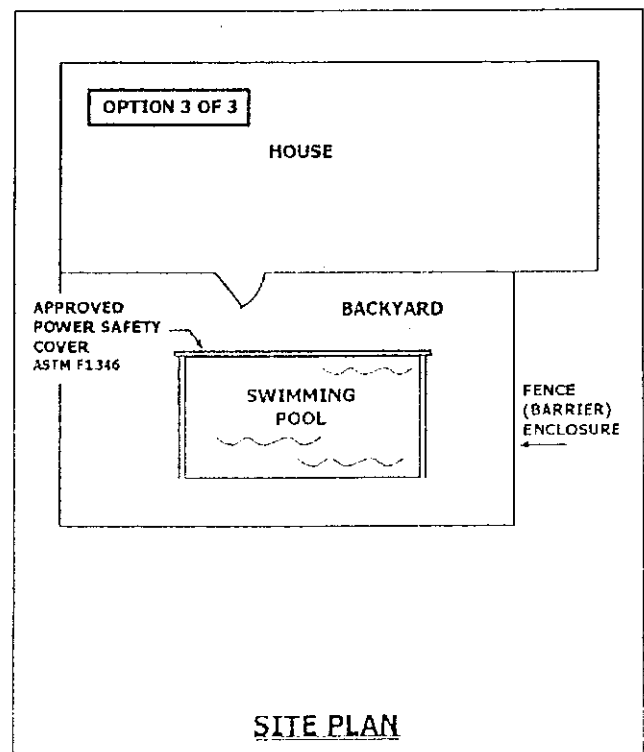 OPTION 3 OF 3
HOUSE
APPROVED
POWER SAFETY
COVER
ASTM F1346
BACKYARD
SWIMMING
POOL
FENCE
(BARRIER)
ENCLOSURE
SITE PLAN